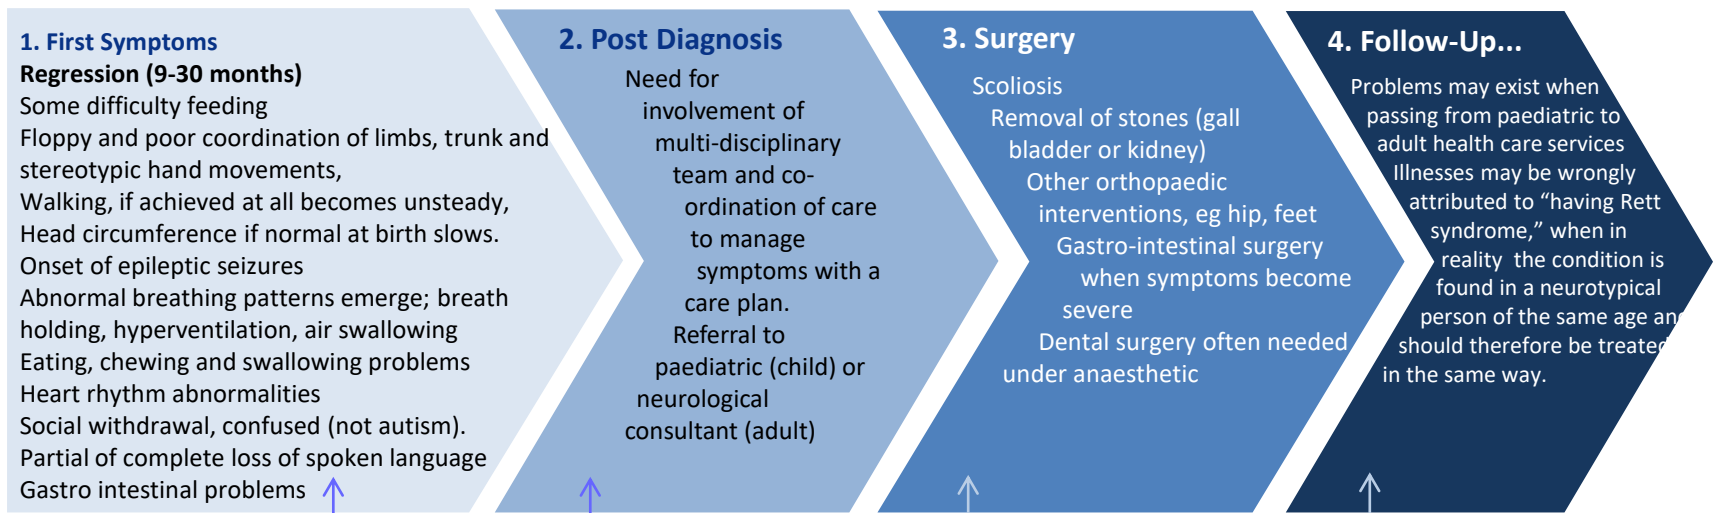 1. First Symptoms
Regression (9-30 months)
Some difficulty feeding
Floppy and poor coordination of limbs, trunk and
stereotypic hand movements,
Walking, if achieved at all becomes unsteady,
Head circumference if normal at birth slows.
Onset of epileptic seizures
Abnormal breathing patterns emerge; breath
holding, hyperventilation, air swallowing
Eating, chewing and swallowing problems
Heart rhythm abnormalities
Social withdrawal, confused (not autism).
Partial of complete loss of spoken language
Gastro intestinal problems
2. Post Diagnosis
Need for
involvement of
multi-disciplinary
team and co-
ordination of care
to manage
symptoms with a
care plan.
Referral to
paediatric (child) or
neurological
consultant (adult)
3. Surgery
Scoliosis
Removal of stones (gall
bladder or kidney)
Other orthopaedic
interventions, eg hip, feet
Gastro-intestinal surgery
when symptoms become
severe
Dental surgery often needed
under anaesthetic
4. Follow-Up...
Problems may exist when
passing from paediatric to
adult health care services
Illnesses may be wrongly
attributed to “having Rett
syndrome,” when in
reality the condition is
found in a neurotypical
person of the same age and
should therefore be treated
in the same way.